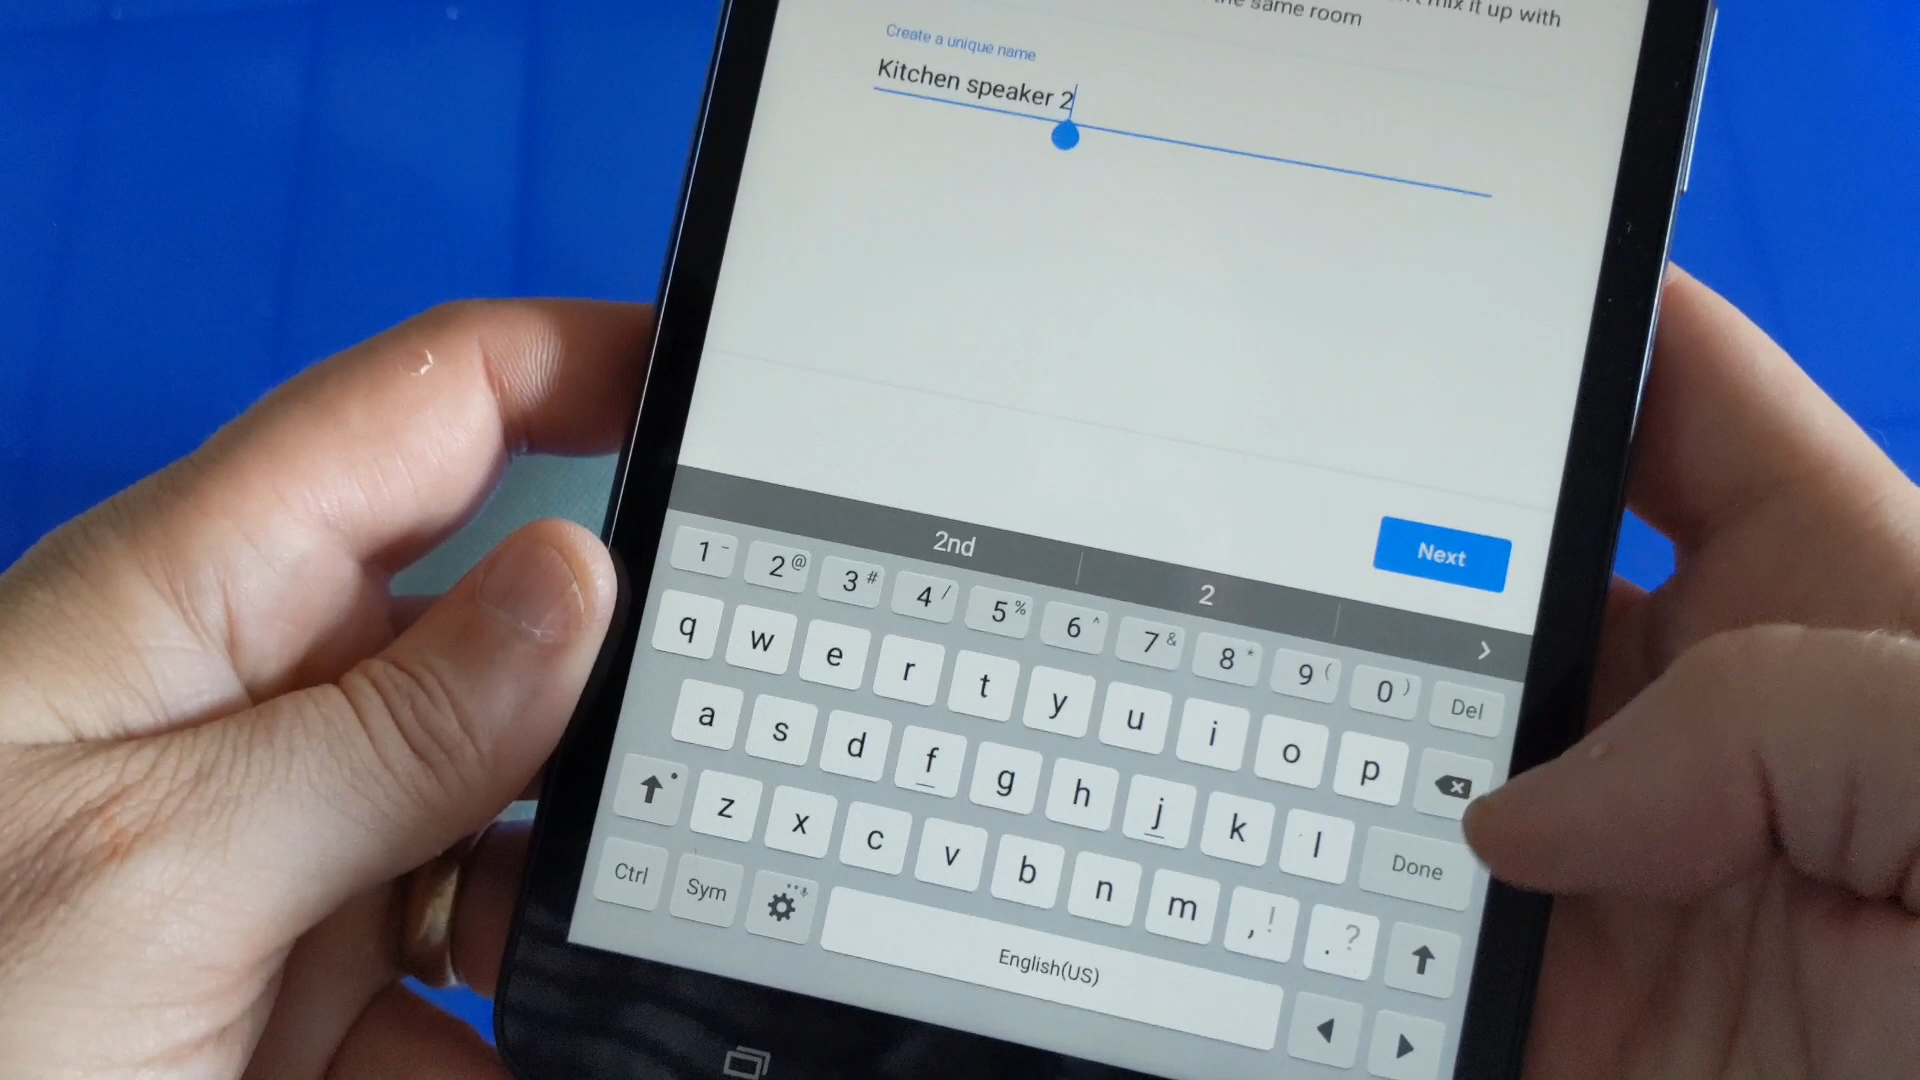 mix it up with
the same room
Create a unique name
Kitchen speaker 2
Next
2nd 2
1 - 2 @ 3 # 4 / 5 % 6 ^ 7 & 8 * 9 ( 0 ) Del
q w e r t y u i o p
a s d f g h j k l Done
z x c v b n m , ! . ?
Ctrl Sym English(US)